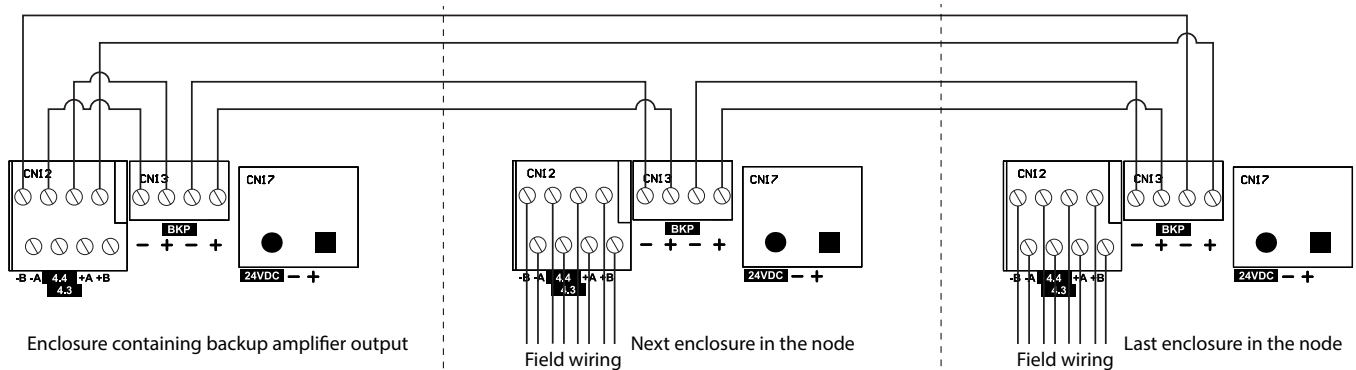 CN12
CN13
CN17
BKP
- + - +
24VDC - +
-B -A 4.4 +A +B
4.3
Enclosure containing backup amplifier output
CN12
CN13
CN17
BKP
- + - +
24VDC - +
-B -A 4.4 +A +B
4.3
Field wiring
Next enclosure in the node
CN12
CN13
CN17
BKP
- + - +
24VDC - +
-B -A 4.4 +A +B
4.3
Field wiring
Last enclosure in the node